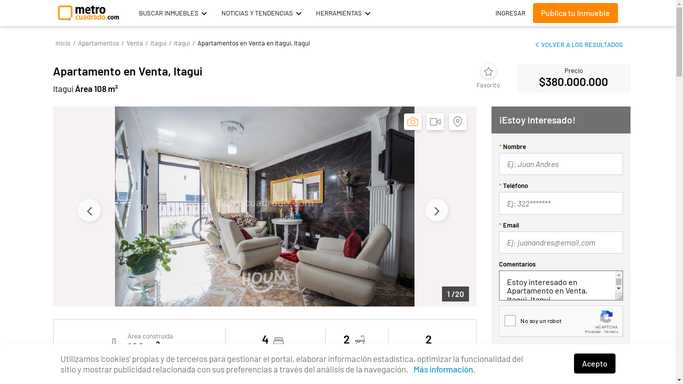 metro
cuadrado.com
BUSCAR INMUEBLES
NOTICIAS Y TENDENCIAS
HERRAMIENTAS
INGRESAR
Publica tu Inmueble
Inicio / Apartamentos / Venta / Itagui / Itagui / Apartamentos en Venta en Itagui, Itagui
VOLVER A LOS RESULTADOS
Apartamento en Venta, Itagui
Itagui Área 108 m²
Favorito
Precio
$380.000.000
HOUM
1 / 20
¡Estoy Interesado!
* Nombre
Ej: Juan Andres
* Teléfono
Ej: 322*******
* Email
Ej: juanandres@email.com
Comentarios
Estoy interesado en
Apartamento en Venta,
Itagui, Itagui
No soy un robot
reCAPTCHA
Privacidad - Términos
Área construida
4
2
2
Utilizamos 'cookies' propias y de terceros para gestionar el portal, elaborar información estadística, optimizar la funcionalidad del
sitio y mostrar publicidad relacionada con sus preferencias a través del análisis de la navegación. Más información.
Acepto